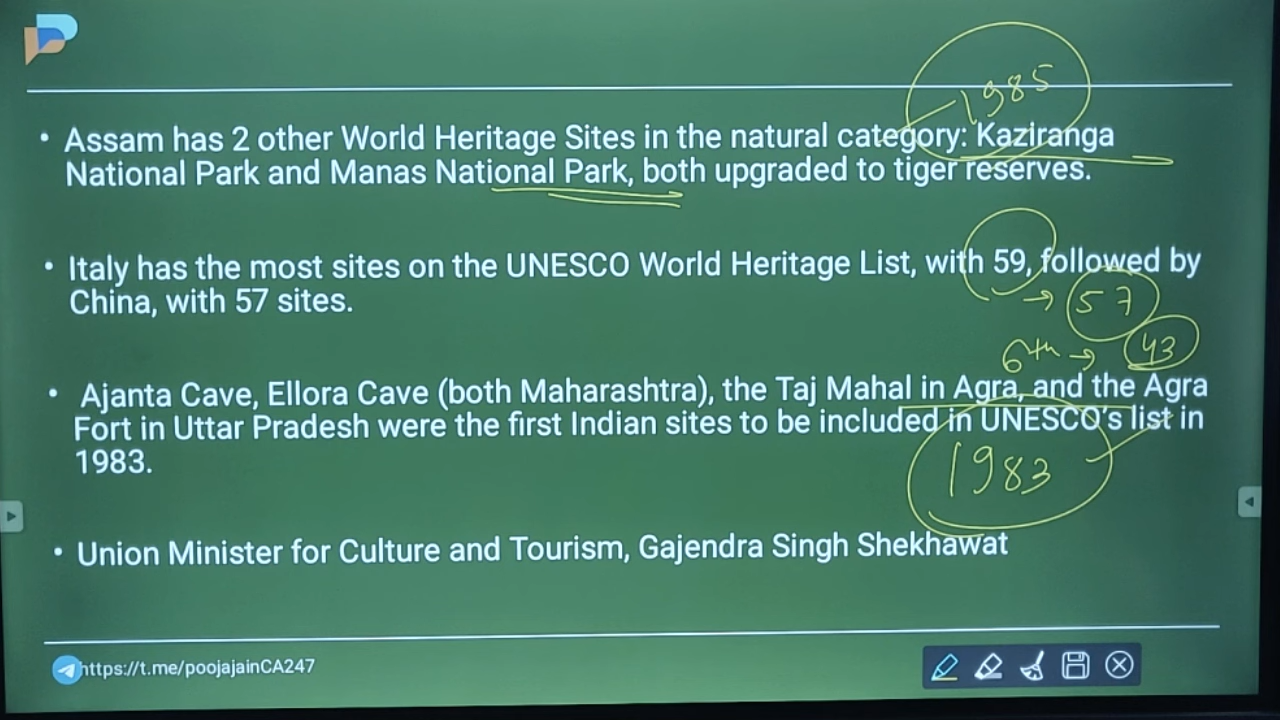 1985
• Assam has 2 other World Heritage Sites in the natural category: Kaziranga
National Park and Manas National Park, both upgraded to tiger reserves.
• Italy has the most sites on the UNESCO World Heritage List, with 59, followed by
China, with 57 sites.
→ 57
6th → 43
• Ajanta Cave, Ellora Cave (both Maharashtra), the Taj Mahal in Agra, and the Agra
Fort in Uttar Pradesh were the first Indian sites to be included in UNESCO's list in
1983.
1983
• Union Minister for Culture and Tourism, Gajendra Singh Shekhawat
https://t.me/poojajainCA247